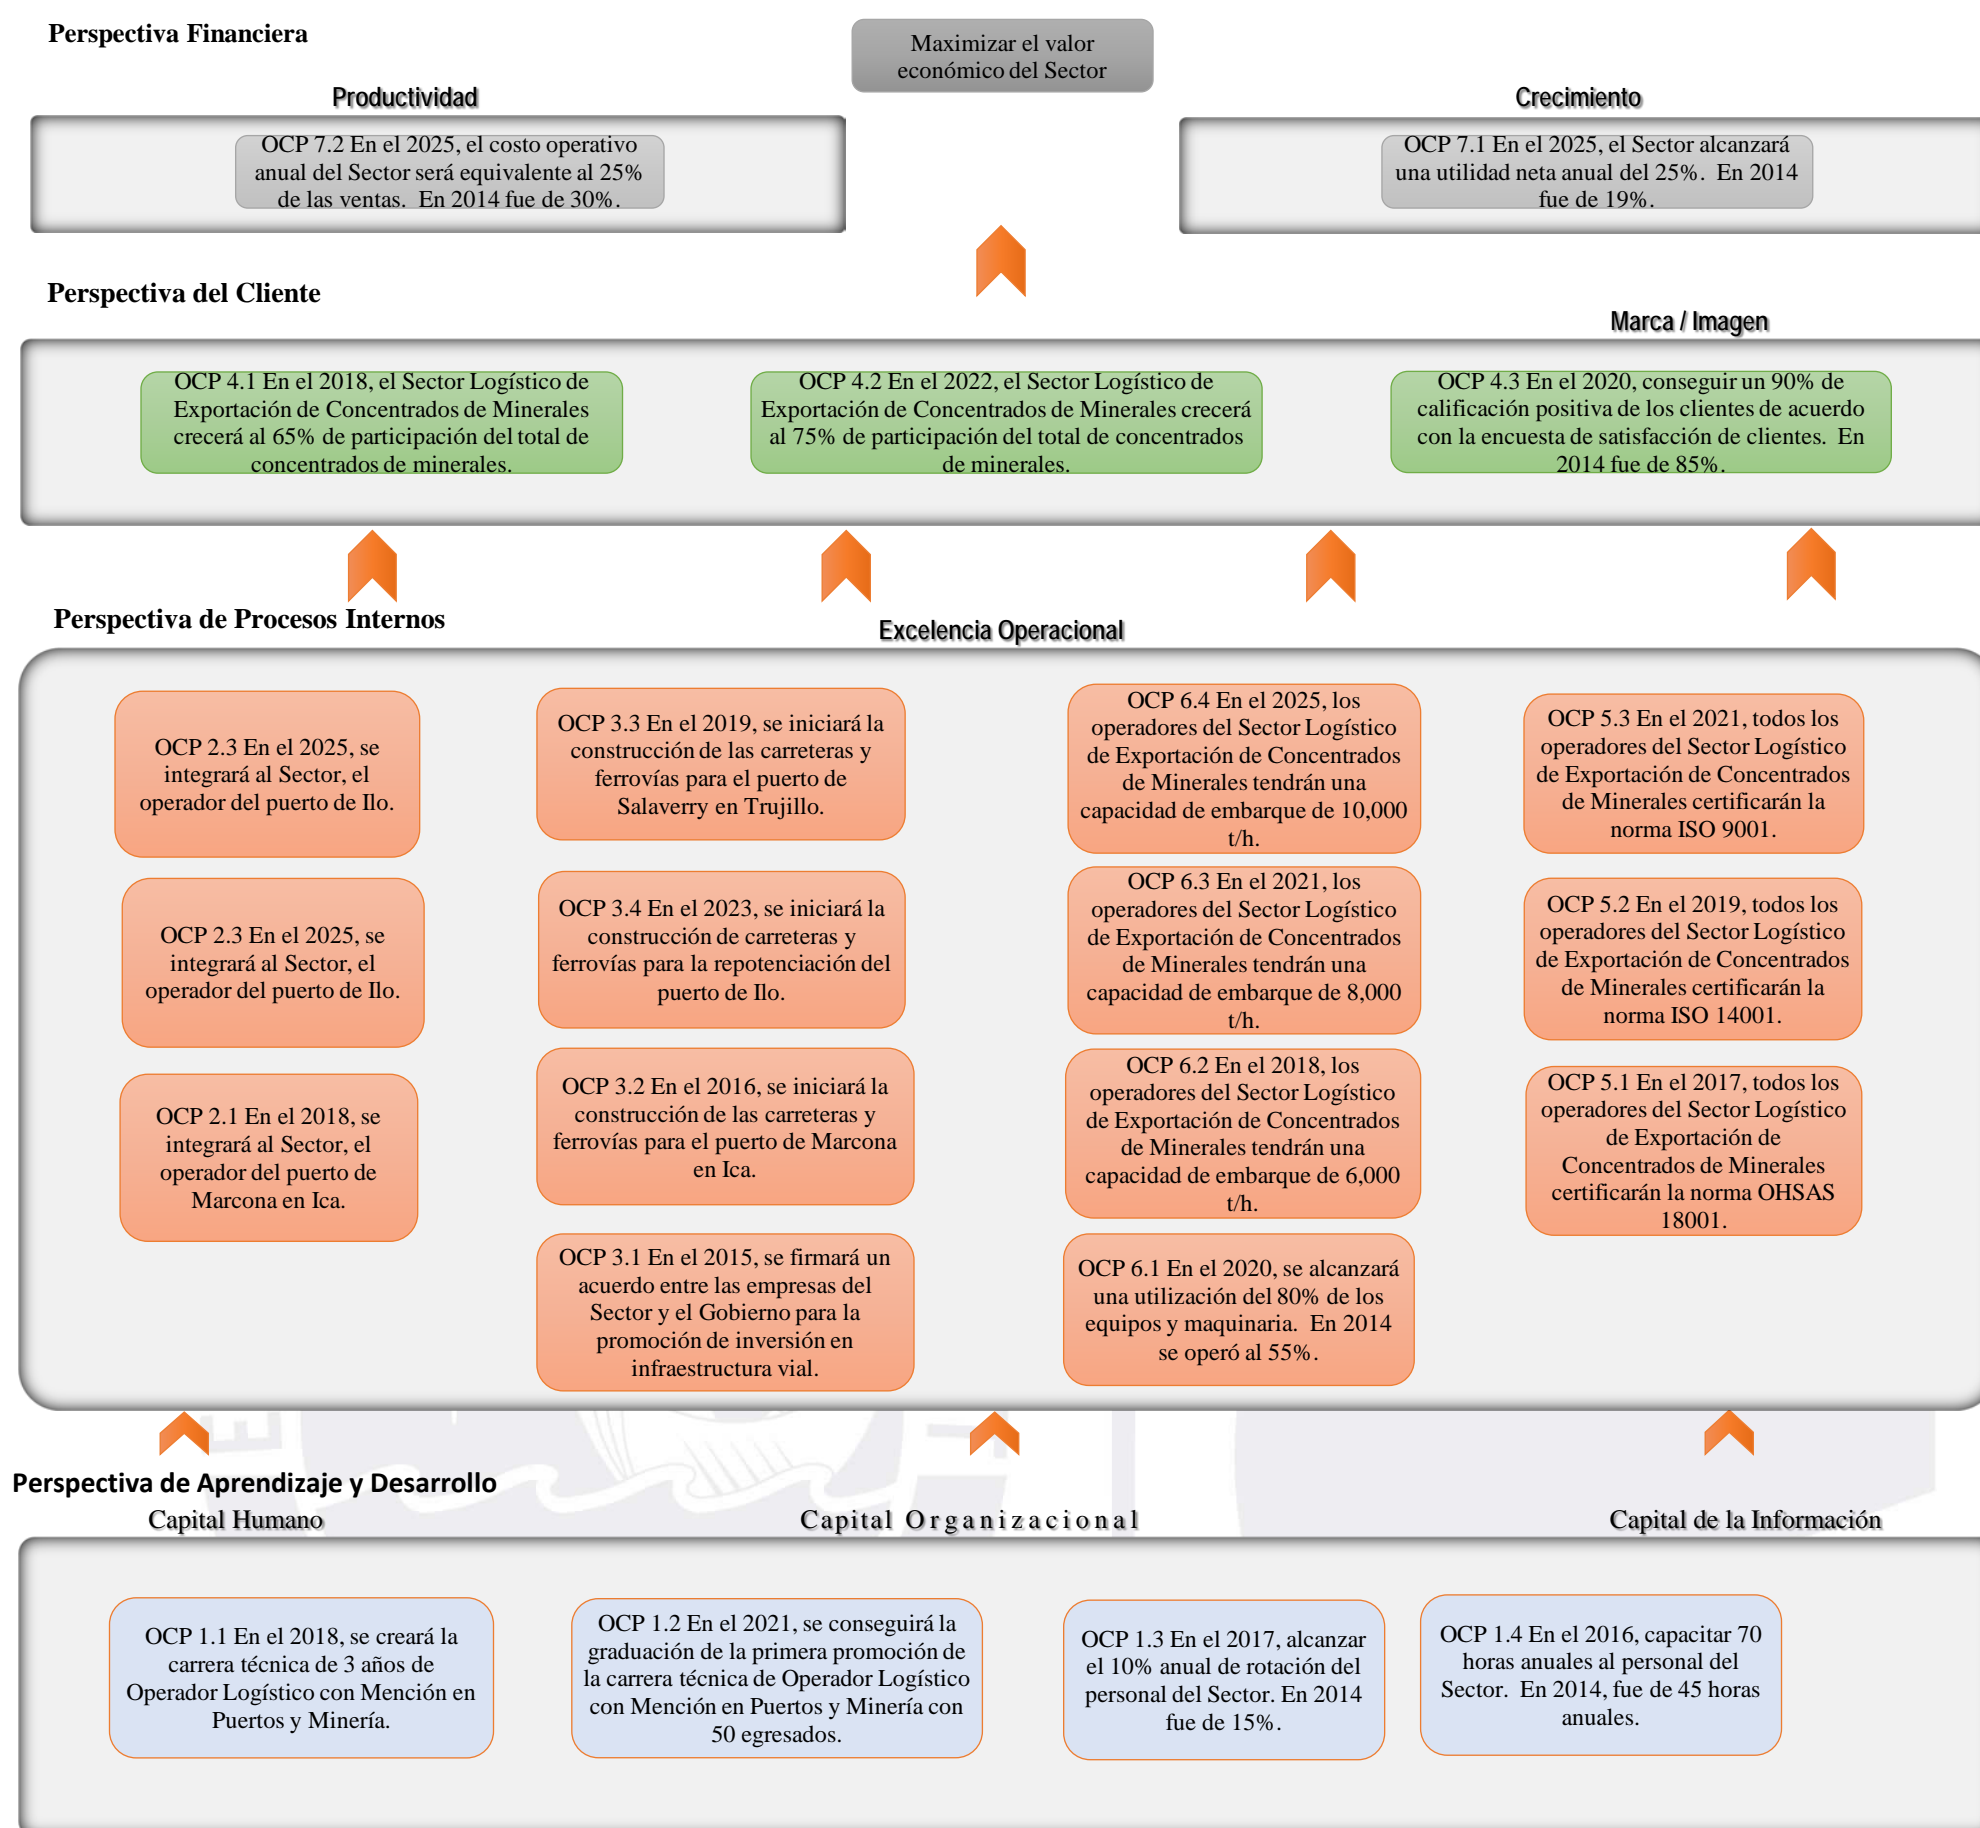 Perspectiva Financiera
Maximizar el valor
económico del Sector
Productividad
Crecimiento
OCP 7.2 En el 2025, el costo operativo
anual del Sector será equivalente al 25%
de las ventas.  En 2014 fue de 30%.
OCP 7.1 En el 2025, el Sector alcanzará
una utilidad neta anual del 25%.  En 2014
fue de 19%.
Perspectiva del Cliente
Marca / Imagen
OCP 4.1 En el 2018, el Sector Logístico de
Exportación de Concentrados de Minerales
crecerá al 65% de participación del total de
concentrados de minerales.
OCP 4.2 En el 2022, el Sector Logístico de
Exportación de Concentrados de Minerales crecerá
al 75% de participación del total de concentrados
de minerales.
OCP 4.3 En el 2020, conseguir un 90% de
calificación positiva de los clientes de acuerdo
con la encuesta de satisfacción de clientes.  En
2014 fue de 85%.
Perspectiva de Procesos Internos
Excelencia Operacional
OCP 2.3 En el 2025, se
integrará al Sector, el
operador del puerto de Ilo.
OCP 2.3 En el 2025, se
integrará al Sector, el
operador del puerto de Ilo.
OCP 2.1 En el 2018, se
integrará al Sector, el
operador del puerto de
Marcona en Ica.
OCP 3.3 En el 2019, se iniciará la
construcción de las carreteras y
ferrovías para el puerto de
Salaverry en Trujillo.
OCP 3.4 En el 2023, se iniciará la
construcción de carreteras y
ferrovías para la repotenciación del
puerto de Ilo.
OCP 3.2 En el 2016, se iniciará la
construcción de las carreteras y
ferrovías para el puerto de Marcona
en Ica.
OCP 3.1 En el 2015, se firmará un
acuerdo entre las empresas del
Sector y el Gobierno para la
promoción de inversión en
infraestructura vial.
OCP 6.4 En el 2025, los
operadores del Sector Logístico
de Exportación de Concentrados
de Minerales tendrán una
capacidad de embarque de 10,000
t/h.
OCP 6.3 En el 2021, los
operadores del Sector Logístico
de Exportación de Concentrados
de Minerales tendrán una
capacidad de embarque de 8,000
t/h.
OCP 6.2 En el 2018, los
operadores del Sector Logístico
de Exportación de Concentrados
de Minerales tendrán una
capacidad de embarque de 6,000
t/h.
OCP 6.1 En el 2020, se alcanzará
una utilización del 80% de los
equipos y maquinaria.  En 2014
se operó al 55%.
OCP 5.3 En el 2021, todos los
operadores del Sector Logístico
de Exportación de Concentrados
de Minerales certificarán la
norma ISO 9001.
OCP 5.2 En el 2019, todos los
operadores del Sector Logístico
de Exportación de Concentrados
de Minerales certificarán la
norma ISO 14001.
OCP 5.1 En el 2017, todos los
operadores del Sector Logístico
de Exportación de
Concentrados de Minerales
certificarán la norma OHSAS
18001.
Perspectiva de Aprendizaje y Desarrollo
Capital Humano
Capital Organizacional
Capital de la Información
OCP 1.1 En el 2018, se creará la
carrera técnica de 3 años de
Operador Logístico con Mención en
Puertos y Minería.
OCP 1.2 En el 2021, se conseguirá la
graduación de la primera promoción de
la carrera técnica de Operador Logístico
con Mención en Puertos y Minería con
50 egresados.
OCP 1.3 En el 2017, alcanzar
el 10% anual de rotación del
personal del Sector. En 2014
fue de 15%.
OCP 1.4 En el 2016, capacitar 70
horas anuales al personal del
Sector.  En 2014, fue de 45 horas
anuales.